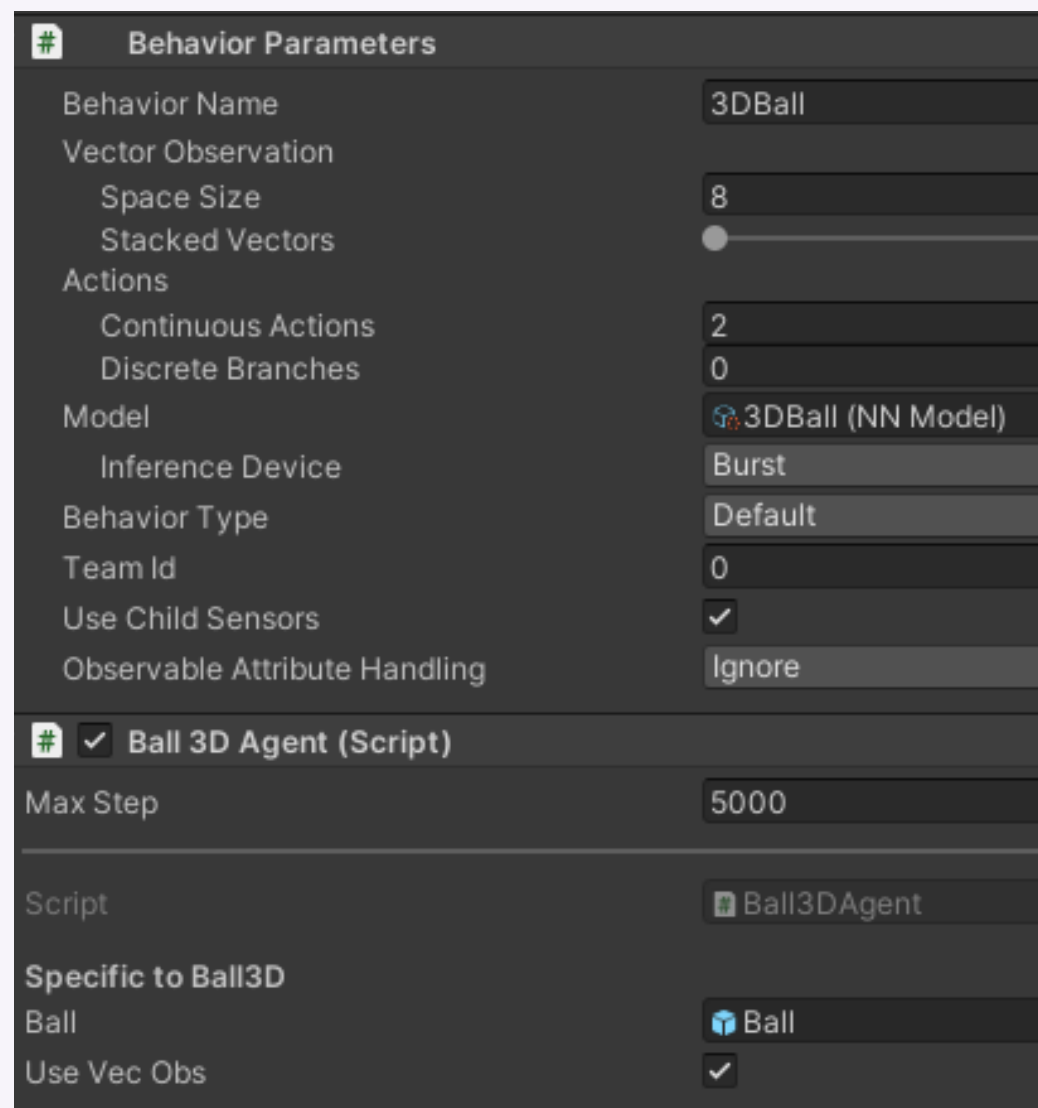 # Behavior Parameters
Behavior Name 3DBall
Vector Observation
Space Size 8
Stacked Vectors
Actions
Continuous Actions 2
Discrete Branches 0
Model 3DBall (NN Model)
Inference Device Burst
Behavior Type Default
Team Id 0
Use Child Sensors
Observable Attribute Handling Ignore
# Ball 3D Agent (Script)
Max Step 5000
Script # Ball3DAgent
Specific to Ball3D
Ball Ball
Use Vec Obs